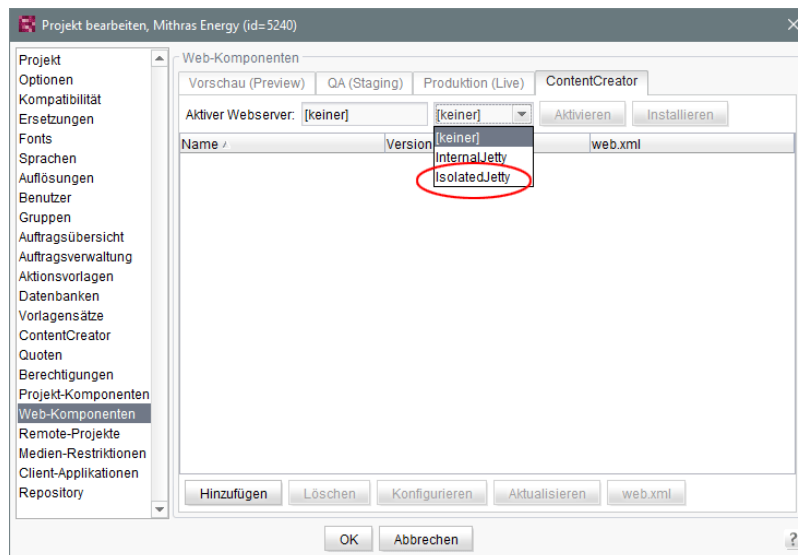 Projekt bearbeiten, Mithras Energy (id=5240)
Projekt
Optionen
Kompatibilität
Ersetzungen
Fonts
Sprachen
Auflösungen
Benutzer
Gruppen
Auftragsübersicht
Auftragsverwaltung
Aktionsvorlagen
Datenbanken
Vorlagensätze
ContentCreator
Quoten
Berechtigungen
Projekt-Komponenten
Web-Komponenten
Remote-Projekte
Medien-Restriktionen
Client-Applikationen
Repository
Web-Komponenten
Vorschau (Preview) QA (Staging) Produktion (Live) ContentCreator
Aktiver Webserver: [keiner] [keiner] Aktivieren Installieren
Name Version web.xml
[keiner]
InternalJetty
IsolatedJetty
Hinzufügen Löschen Konfigurieren Aktualisieren web.xml
OK Abbrechen ?